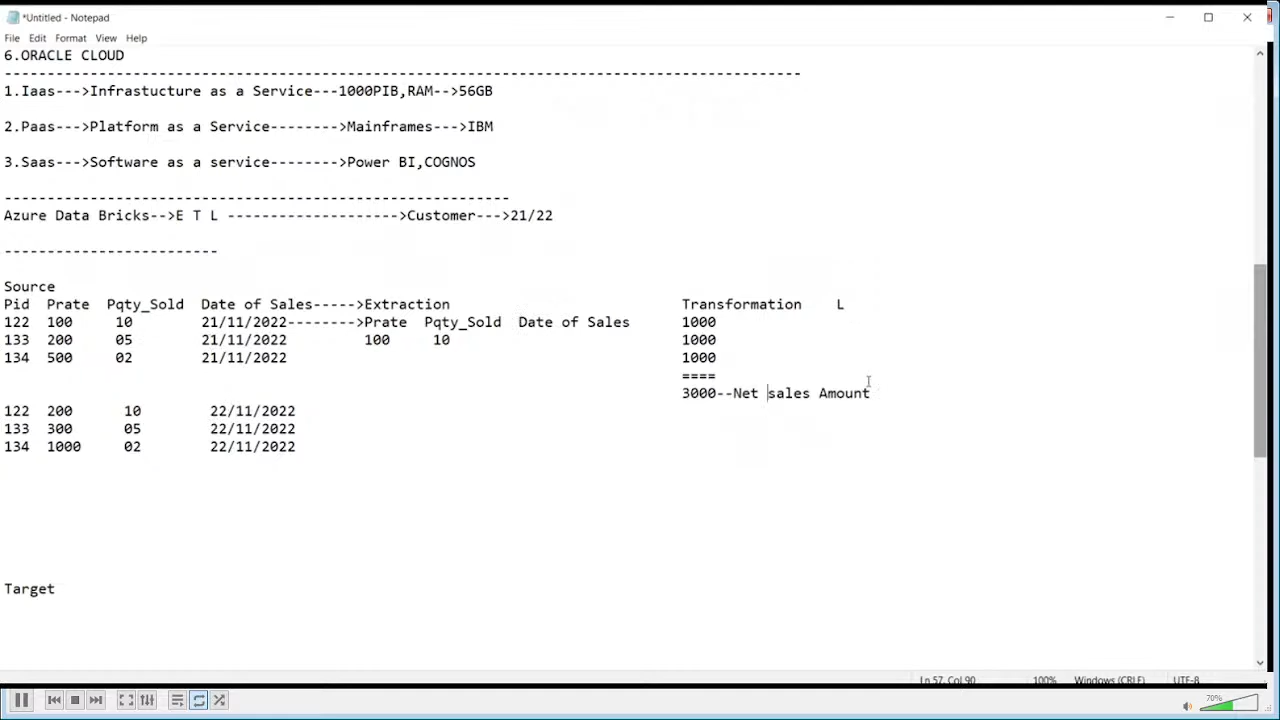 *Untitled - Notepad
File Edit Format View Help
6.ORACLE CLOUD
---------------------------------------------------------------------------------------------
1.Iaas--->Infrastucture as a Service---1000PIB,RAM-->56GB
2.Paas--->Platform as a Service-------->Mainframes--->IBM
3.Saas--->Software as a service-------->Power BI,COGNOS
-----------------------------------------------------------
Azure Data Bricks-->E T L -------------------->Customer--->21/22
-------------------------
Source
Pid Prate Pqty_Sold Date of Sales----->Extraction Transformation L
122 100 10 21/11/2022-------->Prate Pqty_Sold Date of Sales 1000
133 200 05 21/11/2022 100 10 1000
134 500 02 21/11/2022 1000
====
3000--Net sales Amount
122 200 10 22/11/2022
133 300 05 22/11/2022
134 1000 02 22/11/2022
Target
Ln 57, Col 90 100% Windows (CRLF) UTF-8
70%